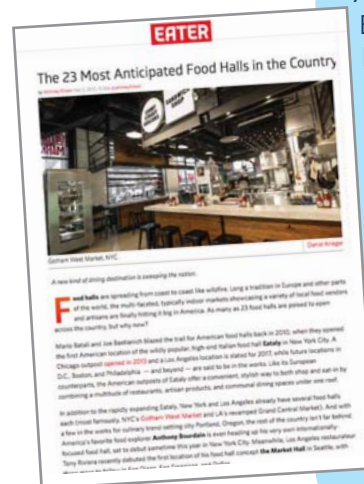 EATER
The 23 Most Anticipated Food Halls in the Country
Gotham West Market, NYC.
Daniel Krieger
A new kind of dining destination is sweeping the nation.
Food halls are spreading from coast to coast like wildfire. Long a tradition in Europe and other parts
of the world, the multi-faceted, typically indoor markets showcasing a variety of local food vendors
and artisans are finally hitting it big in America. As many as 23 food halls are poised to open
across the country, but why now?
Mario Batali and Joe Bastianich blazed the trail for American food halls back in 2010, when they opened
the first American location of the wildly popular, high-end Italian food hall Eataly in New York City. A
Chicago outpost opened in 2013 and a Los Angeles location is slated for 2017, while future locations in
D.C., Boston, and Philadelphia — and beyond — are said to be in the works. Like its European
counterparts, the American outposts of Eataly offer a convenient, stylish way to both shop and eat in by
combining a multitude of restaurants, artisan products, and communal dining spaces under one roof.
In addition to the rapidly expanding Eataly, New York and Los Angeles already have several food halls
each (most famously, NYC's Gotham West Market and LA's revamped Grand Central Market). And with
a few in the works for culinary trend setting city Portland, Oregon, the rest of the country isn't far behind.
America's favorite food explorer Anthony Bourdain is even heading up his very own internationally-
focused food hall, set to debut sometime this year in New York City. Meanwhile, Los Angeles restaurateur
Tony Riviera recently debuted the first location of his food hall concept the Market Hall in Seattle, with